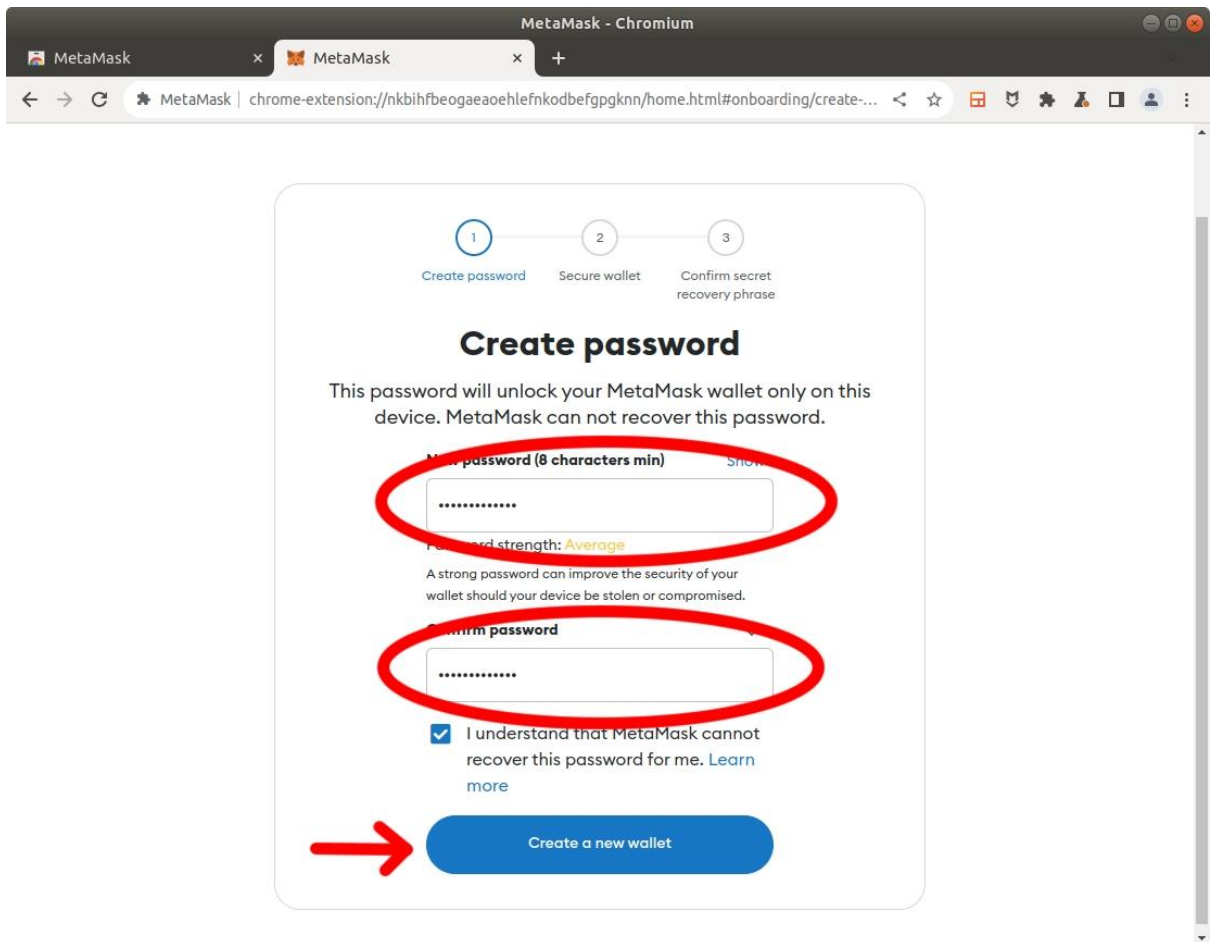 MetaMask - Chromium
MetaMask
MetaMask
MetaMask
chrome-extension://nkbihfbeogaeaoehlefnkodbefgpgknn/home.html#onboarding/create-...
1
2
3
Create password
Secure wallet
Confirm secret
recovery phrase
Create password
This password will unlock your MetaMask wallet only on this
device. MetaMask can not recover this password.
New password (8 characters min)
Show
Password strength: Average
A strong password can improve the security of your
wallet should your device be stolen or compromised.
Confirm password
I understand that MetaMask cannot
recover this password for me. Learn
more
Create a new wallet